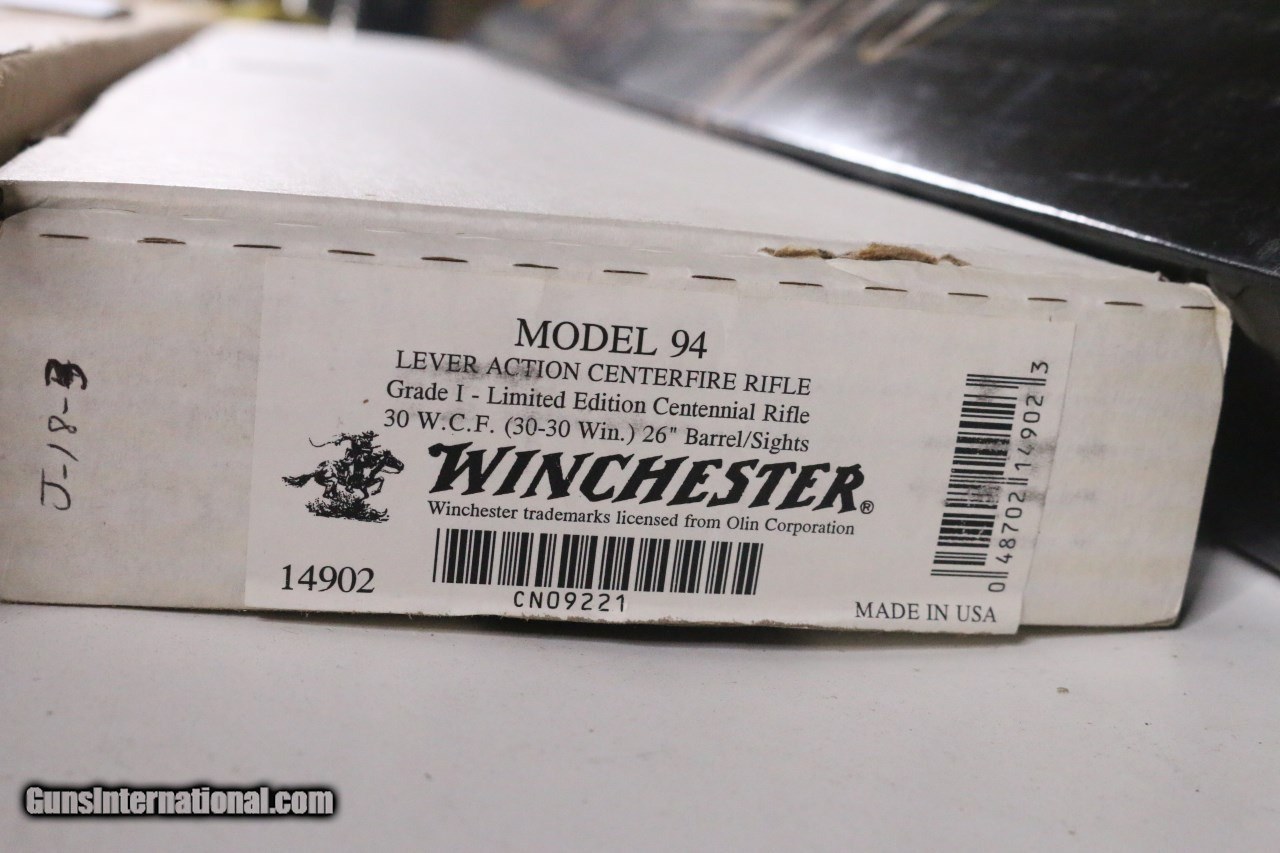 J-18-3
MODEL 94
LEVER ACTION CENTERFIRE RIFLE
Grade I - Limited Edition Centennial Rifle
30 W.C.F. (30-30 Win.) 26" Barrel/Sights
WINCHESTER®
Winchester trademarks licensed from Olin Corporation
14902
CN09221
0 48702 14902 3
MADE IN USA
GunsInternational.com